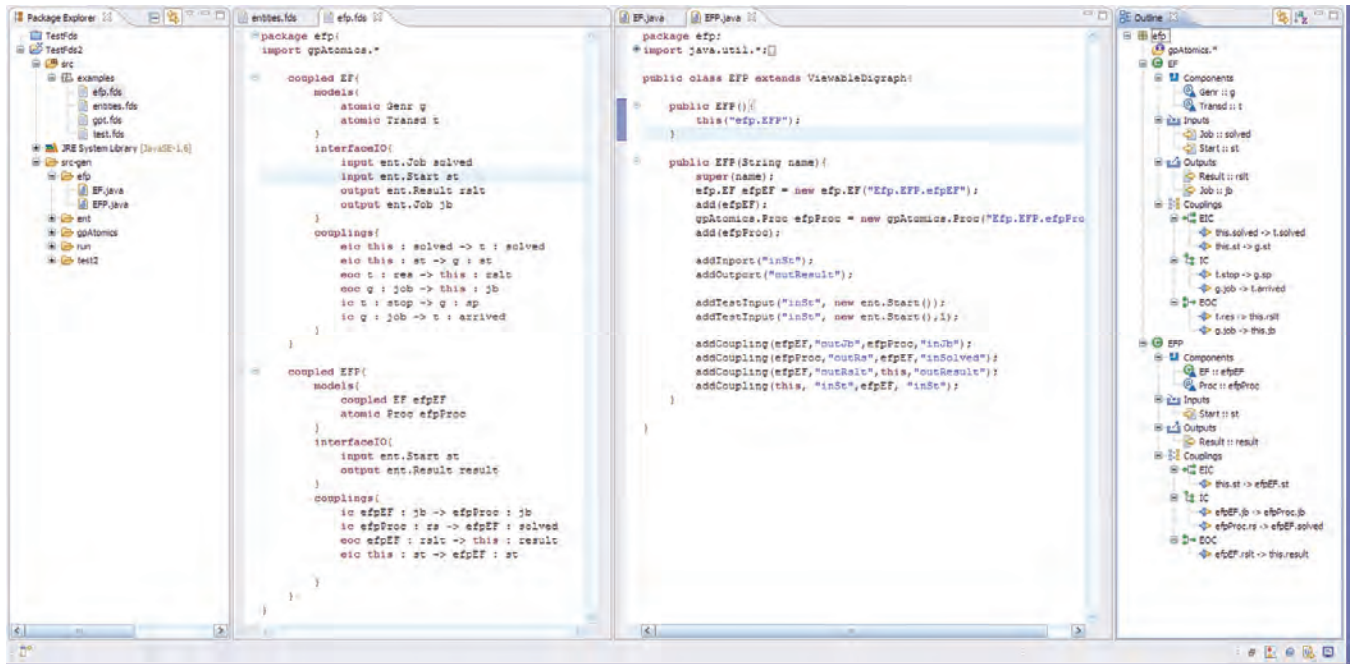 Package Explorer
TestFds
TestFds2
src
examples
efp.fds
entities.fds
gpt.fds
test.fds
JRE System Library [JavaSE-1.6]
src-gen
efp
EF.java
EFP.java
ent
gpAtomics
run
test2
entities.fds
efp.fds
package efp{
import gpAtomics.*
coupled EF{
models{
atomic Genr g
atomic Transd t
}
interfaceIO{
input ent.Job solved
input ent.Start st
output ent.Result rslt
output ent.Job jb
}
couplings{
eic this : solved -> t : solved
eic this : st -> g : st
eoc t : res -> this : rslt
eoc g : job -> this : jb
ic t : stop -> g : sp
ic g : job -> t : arrived
}
}
coupled EFP{
models{
coupled EF efpEF
atomic Proc efpProc
}
interfaceIO{
input ent.Start st
output ent.Result result
}
couplings{
ic efpEF : jb -> efpProc : jb
ic efpProc : rs -> efpEF : solved
eoc efpEF : rslt -> this : result
eic this : st -> efpEF : st
}
}
}
EF.java
EFP.java
package efp;
import java.util.*;
public class EFP extends ViewableDigraph{
public EFP(){
this("efp.EFP");
}
public EFP(String name){
super(name);
efp.EF efpEF = new efp.EF("Efp.EFP.efpEF");
add(efpEF);
gpAtomics.Proc efpProc = new gpAtomics.Proc("Efp.EFP.efpPro
add(efpProc);
addInport("inSt");
addOutport("outResult");
addTestInput("inSt", new ent.Start());
addTestInput("inSt", new ent.Start(),1);
addCoupling(efpEF,"outJb",efpProc,"inJb");
addCoupling(efpProc,"outRs",efpEF,"inSolved");
addCoupling(efpEF,"outRslt",this,"outResult");
addCoupling(this, "inSt",efpEF, "inSt");
}
}
Outline
efp
gpAtomics.*
EF
Components
Genr :: g
Transd :: t
Inputs
Job :: solved
Start :: st
Outputs
Result :: rslt
Job :: jb
Couplings
EIC
this.solved -> t.solved
this.st -> g.st
IC
t.stop -> g.sp
g.job -> t.arrived
EOC
t.res -> this.rslt
g.job -> this.jb
EFP
Components
EF :: efpEF
Proc :: efpProc
Inputs
Start :: st
Outputs
Result :: result
Couplings
EIC
this.st -> efpEF.st
IC
efpEF.jb -> efpProc.jb
efpProc.rs -> efpEF.solved
EOC
efpEF.rslt -> this.result